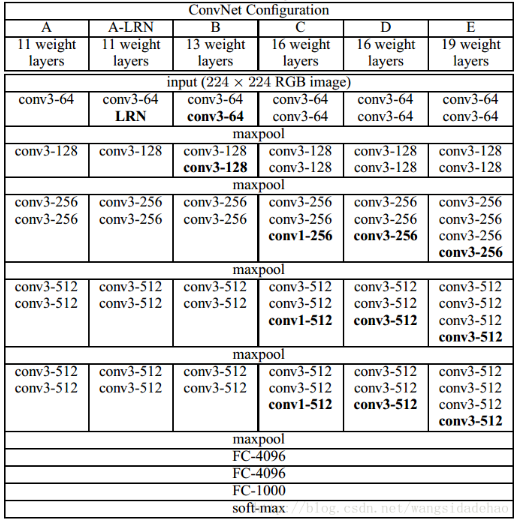 ConvNet Configuration
A A-LRN B C D E
11 weight 11 weight 13 weight 16 weight 16 weight 19 weight
layers layers layers layers layers layers
input (224 × 224 RGB image)
conv3-64 conv3-64 conv3-64 conv3-64 conv3-64 conv3-64
LRN conv3-64 conv3-64 conv3-64 conv3-64
maxpool
conv3-128 conv3-128 conv3-128 conv3-128 conv3-128 conv3-128
conv3-128 conv3-128 conv3-128 conv3-128
maxpool
conv3-256 conv3-256 conv3-256 conv3-256 conv3-256 conv3-256
conv3-256 conv3-256 conv3-256 conv3-256 conv3-256 conv3-256
conv1-256 conv3-256 conv3-256
conv3-256
maxpool
conv3-512 conv3-512 conv3-512 conv3-512 conv3-512 conv3-512
conv3-512 conv3-512 conv3-512 conv3-512 conv3-512 conv3-512
conv1-512 conv3-512 conv3-512
conv3-512
maxpool
conv3-512 conv3-512 conv3-512 conv3-512 conv3-512 conv3-512
conv3-512 conv3-512 conv3-512 conv3-512 conv3-512 conv3-512
conv1-512 conv3-512 conv3-512
conv3-512
maxpool
FC-4096
FC-4096
FC-1000
soft-max